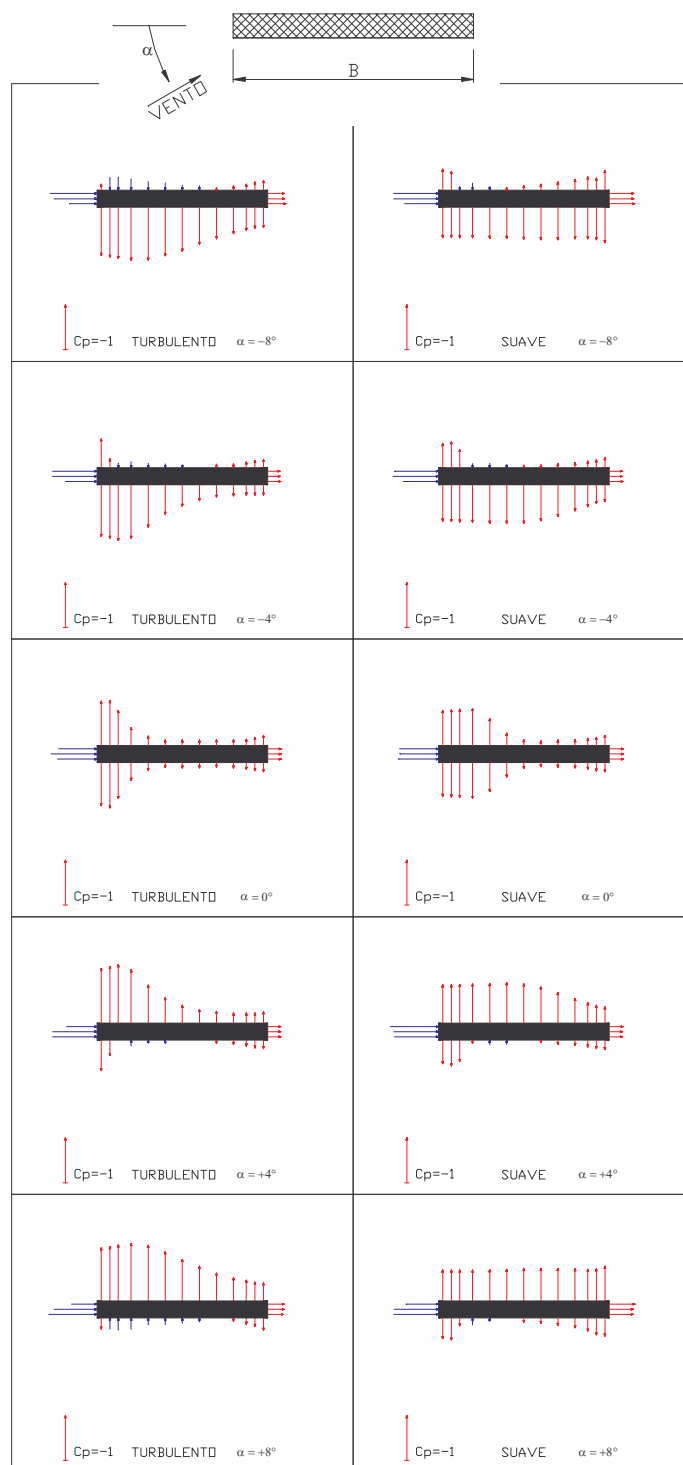 α
B
VENTO
Cp=-1 TURBULENTO α = -8°
Cp=-1 SUAVE α = -8°
Cp=-1 TURBULENTO α = -4°
Cp=-1 SUAVE α = -4°
Cp=-1 TURBULENTO α = 0°
Cp=-1 SUAVE α = 0°
Cp=-1 TURBULENTO α = +4°
Cp=-1 SUAVE α = +4°
Cp=-1 TURBULENTO α = +8°
Cp=-1 SUAVE α = +8°